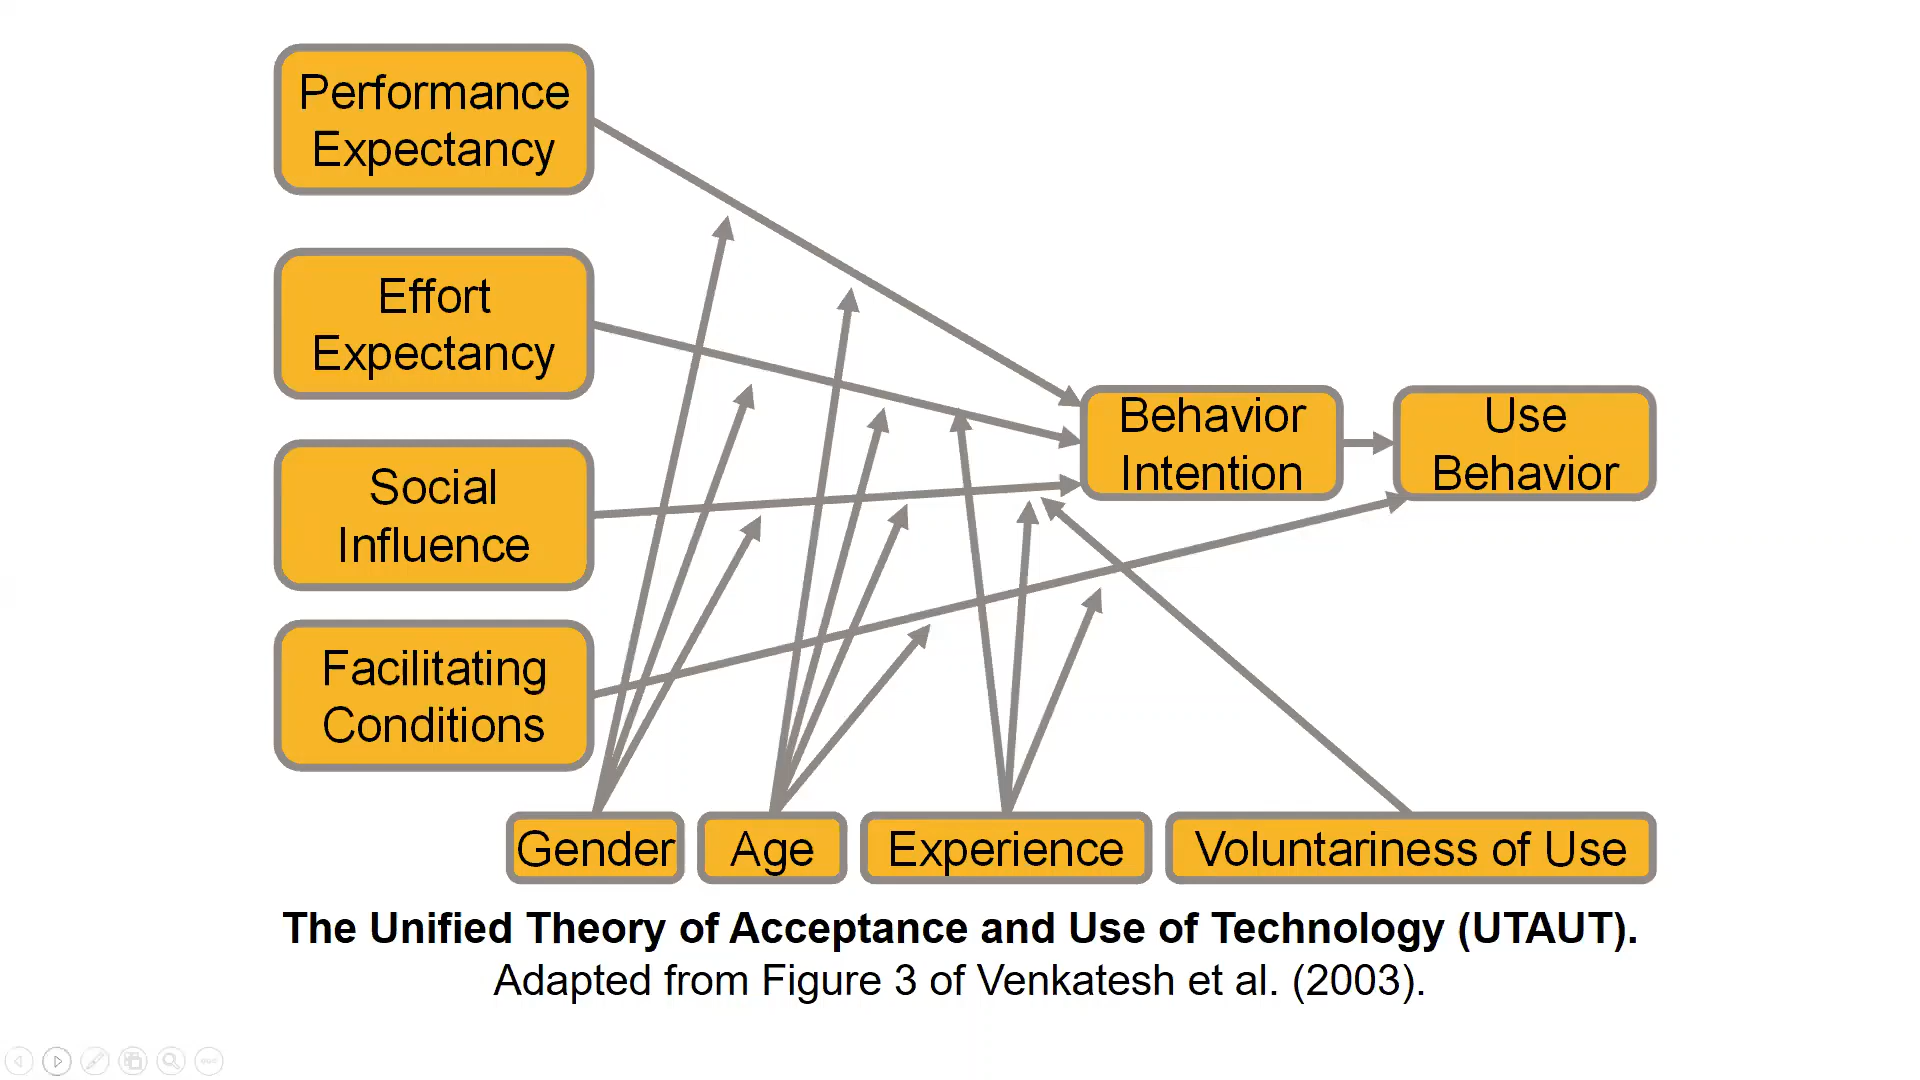 Performance
Expectancy
Effort
Expectancy
Social
Influence
Facilitating
Conditions
Behavior
Intention
Use
Behavior
Gender
Age
Experience
Voluntariness of Use
The Unified Theory of Acceptance and Use of Technology (UTAUT).
Adapted from Figure 3 of Venkatesh et al. (2003).